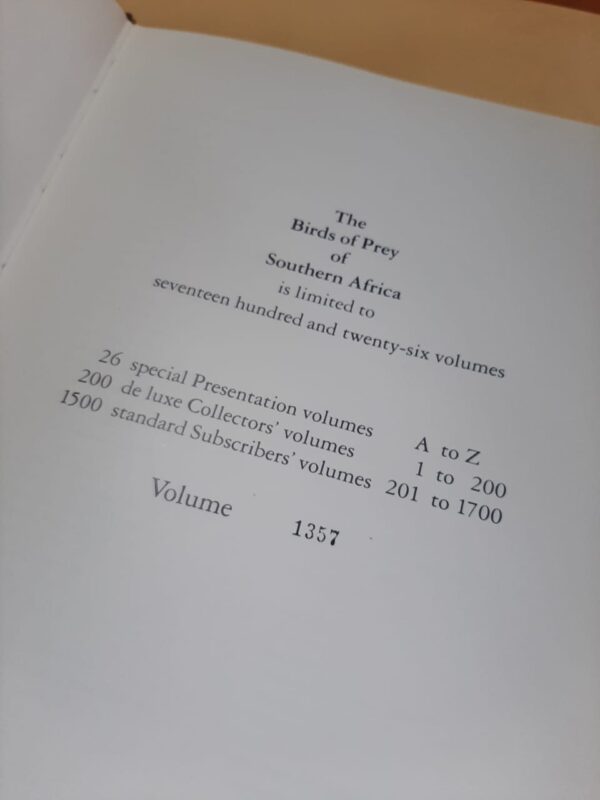 The
Birds of Prey
of
Southern Africa
is limited to
seventeen hundred and twenty-six volumes
26 special Presentation volumes A to Z
200 de luxe Collectors' volumes 1 to 200
1500 standard Subscribers' volumes 201 to 1700
Volume 1357